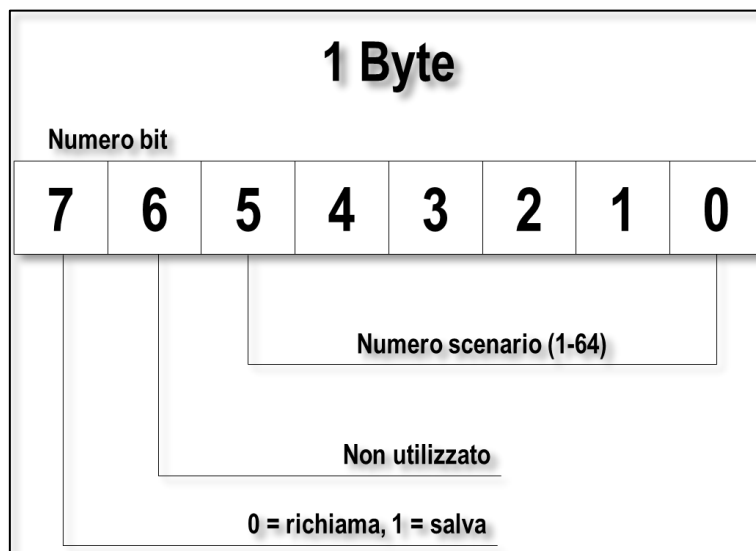 1 Byte
Numero bit
7 6 5 4 3 2 1 0
Numero scenario (1-64)
Non utilizzato
0 = richiama, 1 = salva